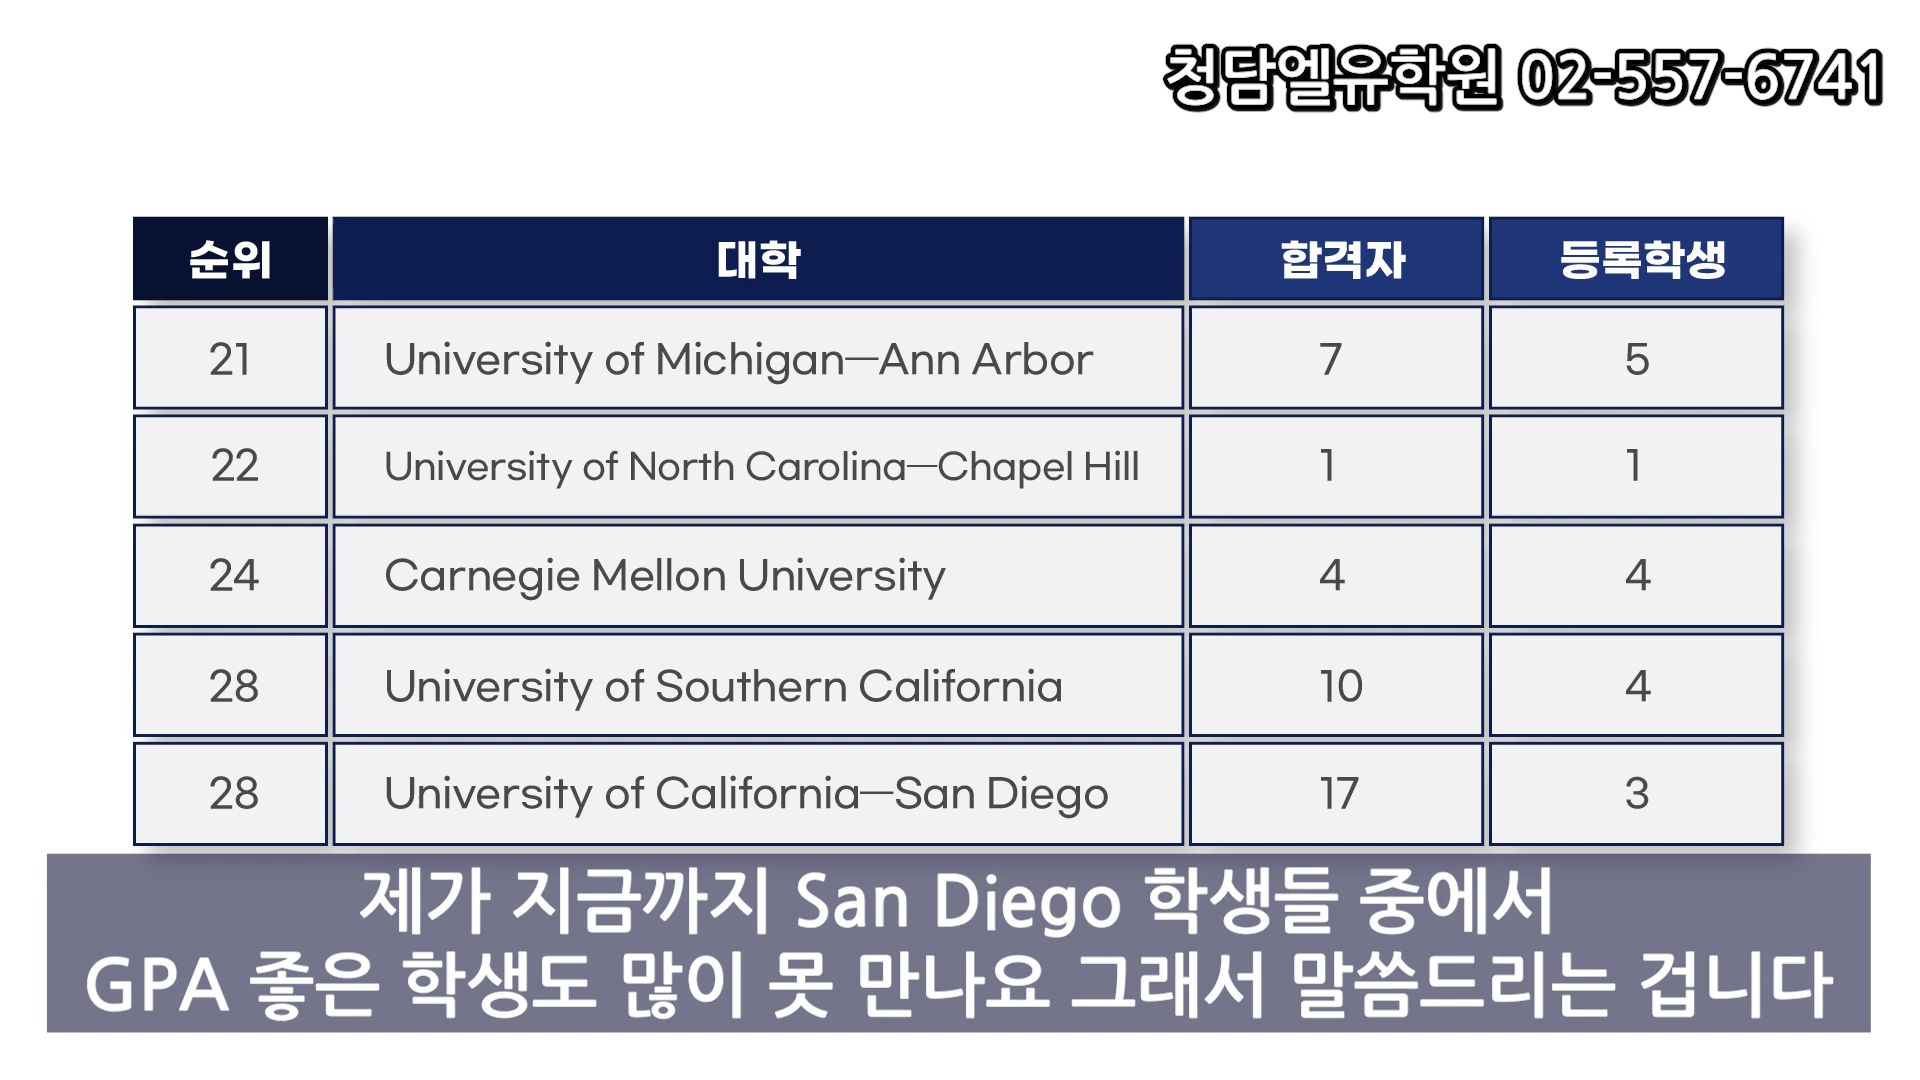 청담엘유학원 02-557-6741
순위 대학 합격자 등록학생
21 University of Michigan—Ann Arbor 7 5
22 University of North Carolina—Chapel Hill 1 1
24 Carnegie Mellon University 4 4
28 University of Southern California 10 4
28 University of California—San Diego 17 3
제가 지금까지 San Diego 학생들 중에서
GPA 좋은 학생도 많이 못 만나요 그래서 말씀드리는 겁니다